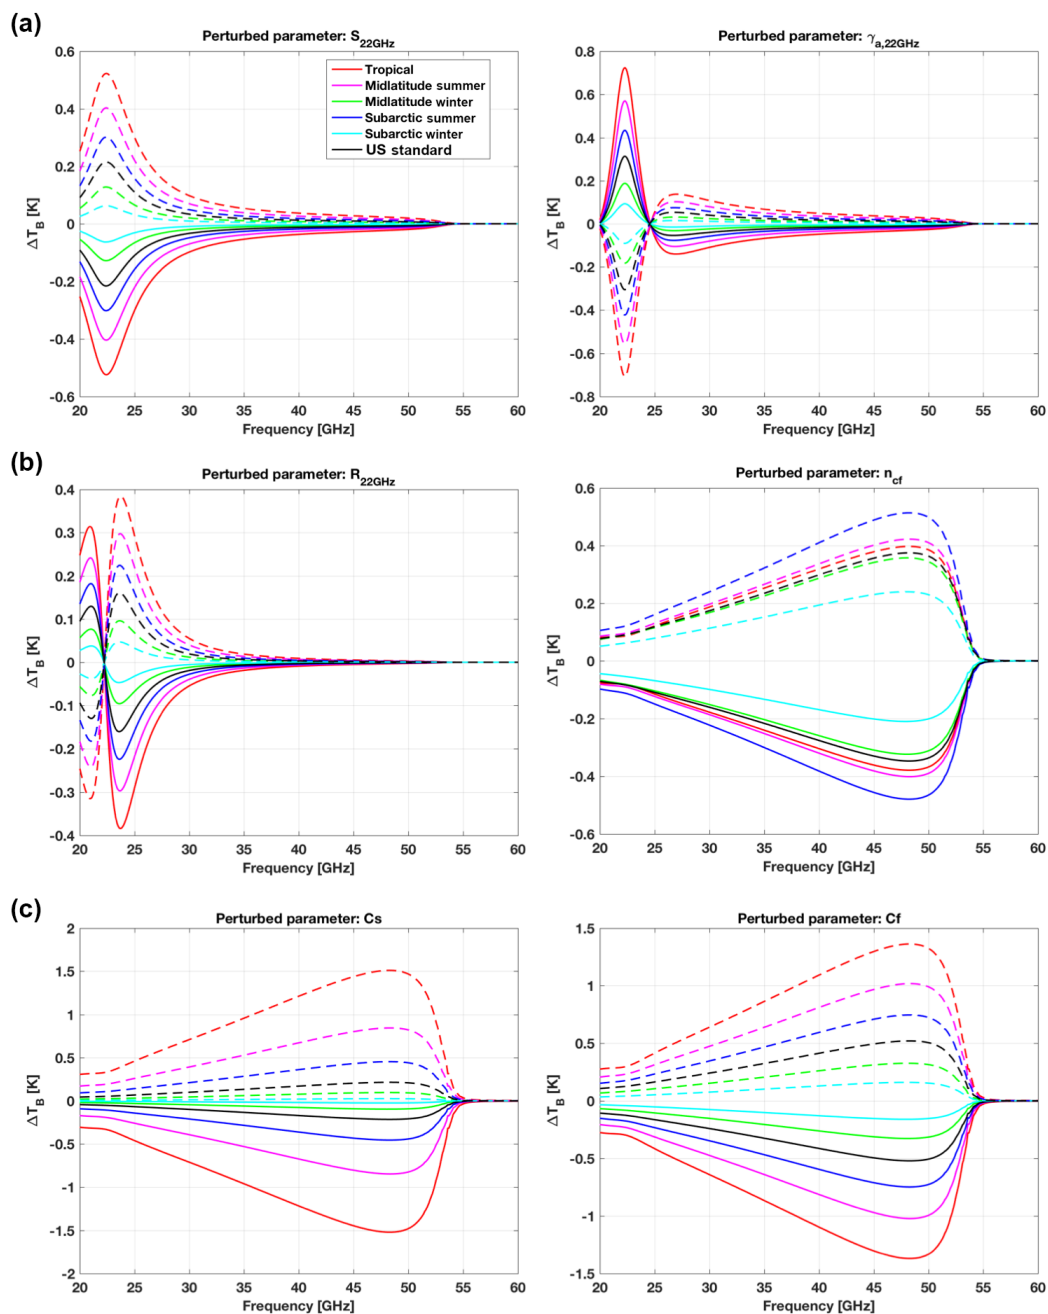 (a)
Perturbed parameter: S22GHz
0.6
0.4
0.2
0
-0.2
-0.4
-0.6
ΔTB [K]
20 25 30 35 40 45 50 55 60
Frequency [GHz]
Tropical
Midlatitude summer
Midlatitude winter
Subarctic summer
Subarctic winter
US standard
Perturbed parameter: γa,22GHz
0.8
0.6
0.4
0.2
0
-0.2
-0.4
-0.6
-0.8
ΔTB [K]
20 25 30 35 40 45 50 55 60
Frequency [GHz]
(b)
Perturbed parameter: R22GHz
0.4
0.3
0.2
0.1
0
-0.1
-0.2
-0.3
-0.4
ΔTB [K]
20 25 30 35 40 45 50 55 60
Frequency [GHz]
Perturbed parameter: ncf
0.6
0.4
0.2
0
-0.2
-0.4
-0.6
ΔTB [K]
20 25 30 35 40 45 50 55 60
Frequency [GHz]
(c)
Perturbed parameter: Cs
2
1.5
1
0.5
0
-0.5
-1
-1.5
-2
ΔTB [K]
20 25 30 35 40 45 50 55 60
Frequency [GHz]
Perturbed parameter: Cf
1.5
1
0.5
0
-0.5
-1
-1.5
ΔTB [K]
20 25 30 35 40 45 50 55 60
Frequency [GHz]